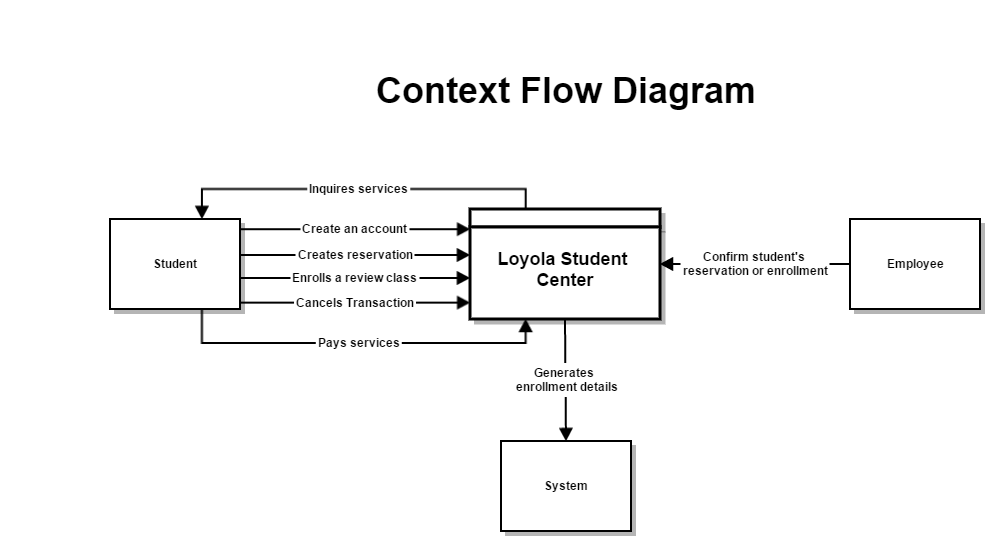 Context Flow Diagram
Inquires services
Create an account
Creates reservation
Enrolls a review class
Cancels Transaction
Pays services
Student
Loyola Student
Center
Confirm student's
reservation or enrollment
Employee
Generates
enrollment details
System